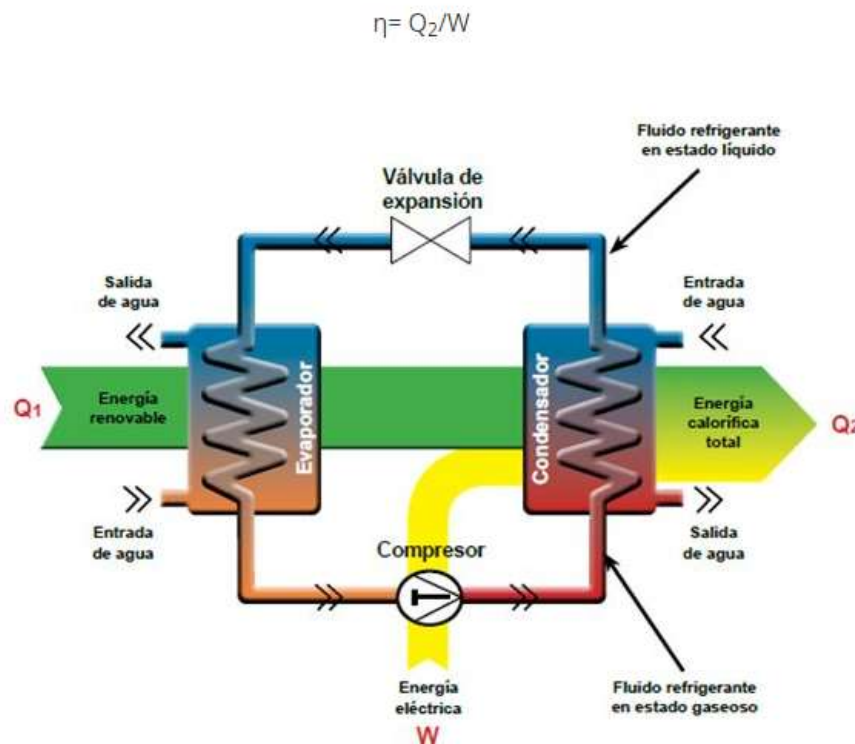 η= Q₂/W
Fluido refrigerante
en estado líquido
Válvula de
expansión
Salida
de agua
Entrada
de agua
Q₁
Energía
renovable
Evaporador
Condensador
Energía
calorifica
total
Q₂
Entrada
de agua
Compresor
Salida
de agua
Energía
eléctrica
W
Fluido refrigerante
en estado gaseoso